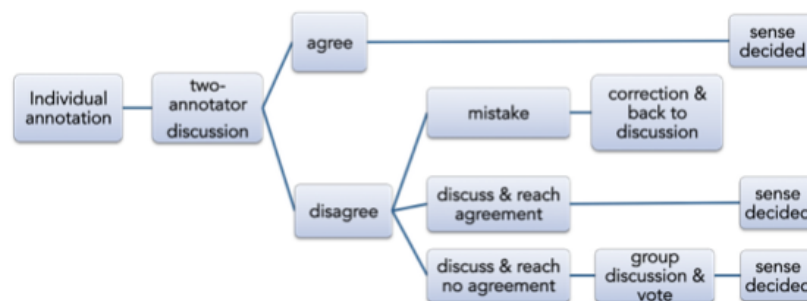 agree
sense
decided
Individual
annotation
two-
annotator
discussion
mistake
correction &
back to
discussion
disagree
discuss & reach
agreement
sense
decided
discuss & reach
no agreement
group
discussion &
vote
sense
decided